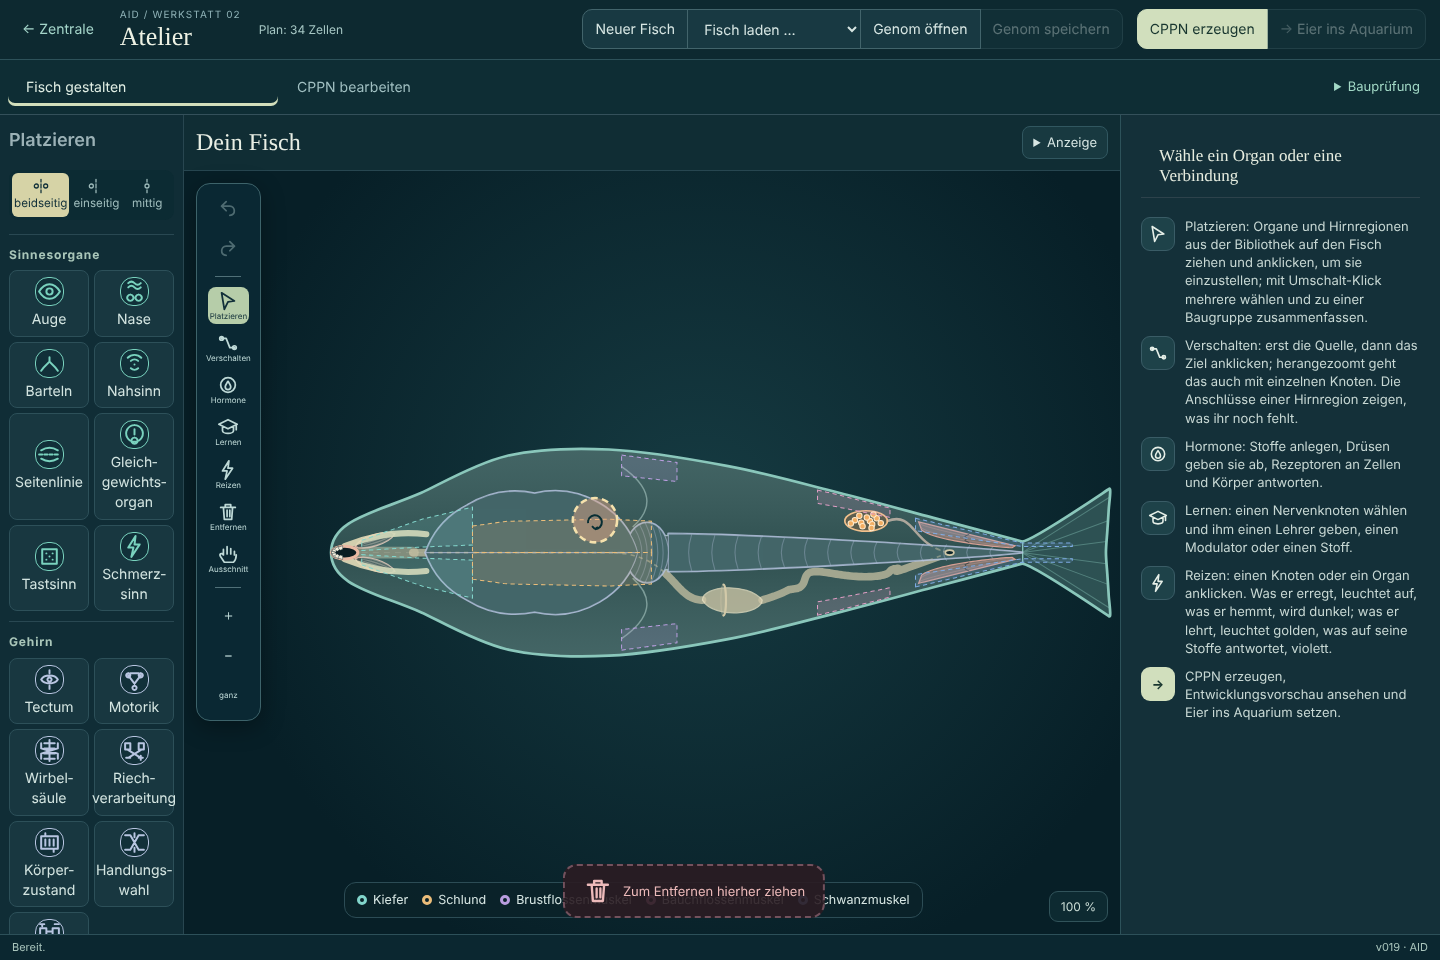 ← Zentrale
AID / WERKSTATT 02
Atelier
Plan: 34 Zellen
Neuer Fisch
Fisch laden ...
Genom öffnen
Genom speichern
CPPN erzeugen
→ Eier ins Aquarium
Fisch gestalten
CPPN bearbeiten
Bauprüfung
Platzieren
beidseitig
einseitig
mittig
Sinnesorgane
Auge
Nase
Barteln
Nahsinn
Seitenlinie
Gleich-
gewichts-
organ
Tastsinn
Schmerz-
sinn
Gehirn
Tectum
Motorik
Wirbel-
säule
Riech-
verarbeitung
Körper-
zustand
Handlungs-
wahl
Dein Fisch
Anzeige
Platzieren
Verschalten
Hormone
Lernen
Reizen
Entfernen
Ausschnitt
+
−
ganz
Kiefer
Schlund
Brustflossenmuskel
Bauchflossenmuskel
Schwanzmuskel
Zum Entfernen hierher ziehen
100 %
Wähle ein Organ oder eine
Verbindung
Platzieren: Organe und Hirnregionen
aus der Bibliothek auf den Fisch
ziehen und anklicken, um sie
einzustellen; mit Umschalt-Klick
mehrere wählen und zu einer
Baugruppe zusammenfassen.
Verschalten: erst die Quelle, dann das
Ziel anklicken; herangezoomt geht
das auch mit einzelnen Knoten. Die
Anschlüsse einer Hirnregion zeigen,
was ihr noch fehlt.
Hormone: Stoffe anlegen, Drüsen
geben sie ab, Rezeptoren an Zellen
und Körper antworten.
Lernen: einen Nervenknoten wählen
und ihm einen Lehrer geben, einen
Modulator oder einen Stoff.
Reizen: einen Knoten oder ein Organ
anklicken. Was er erregt, leuchtet auf,
was er hemmt, wird dunkel; was er
lehrt, leuchtet golden, was auf seine
Stoffe antwortet, violett.
CPPN erzeugen,
Entwicklungsvorschau ansehen und
Eier ins Aquarium setzen.
Bereit.
v019 · AID